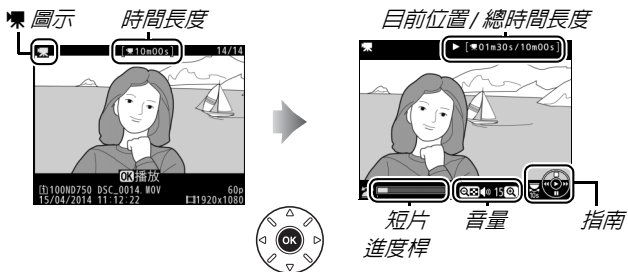 圖示
時間長度
目前位置/總時間長度
[10m00s]
14/14
OK播放
100ND750 DSC_0014.MOV
60p
15/04/2014 11:12:22
1920x1080
OK
[01m30s/10m00s]
15
10s
短片
進度桿
音量
指南